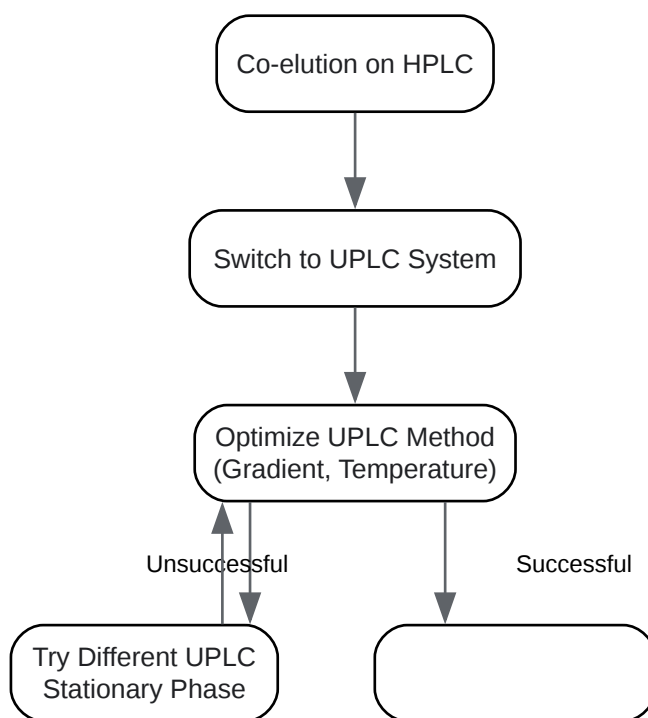 Co-elution on HPLC
Switch to UPLC System
Optimize UPLC Method
(Gradient, Temperature)
Unsuccessful
Successful
Try Different UPLC
Stationary Phase